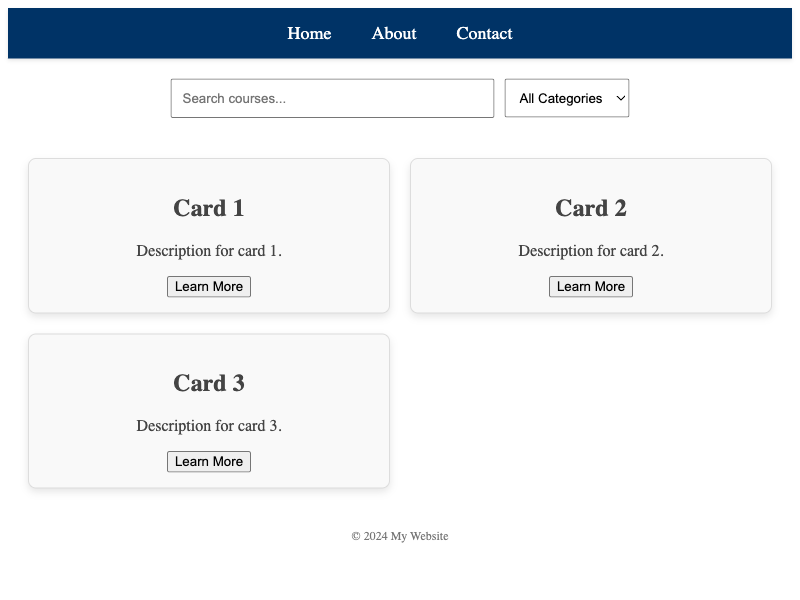 Home About Contact
Search courses... All Categories
Card 1
Description for card 1.
Learn More
Card 2
Description for card 2.
Learn More
Card 3
Description for card 3.
Learn More
© 2024 My Website